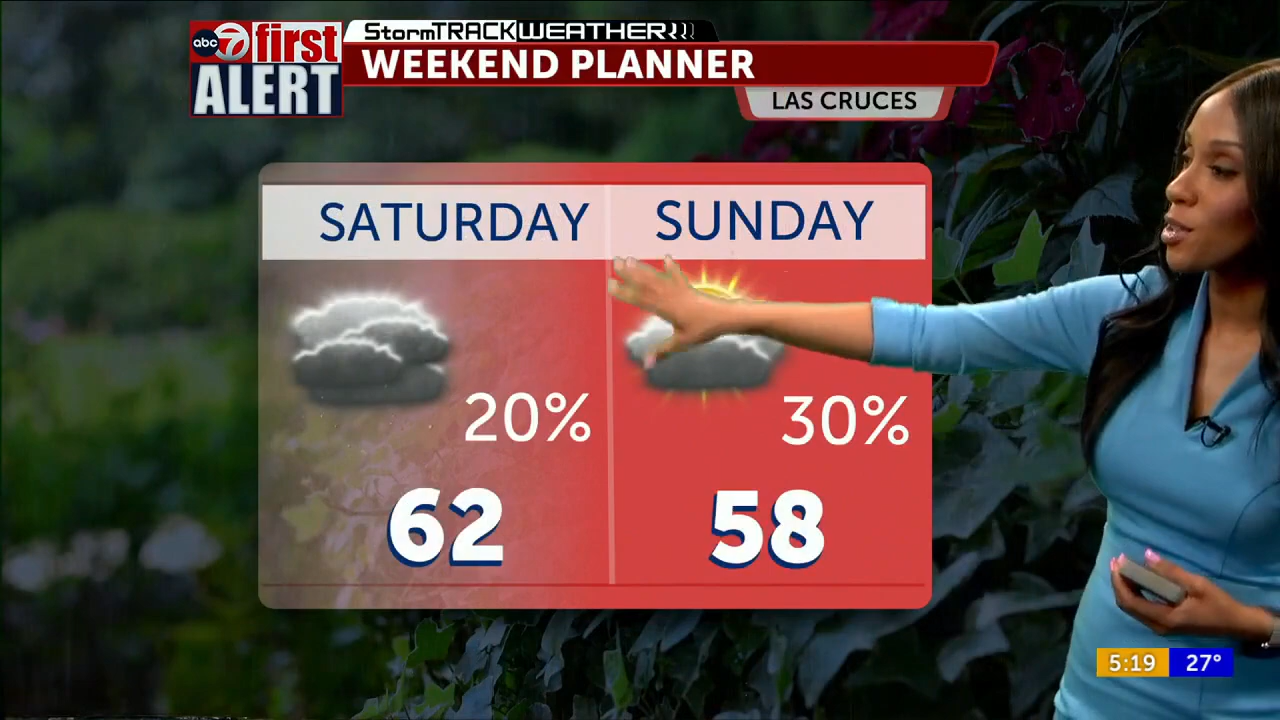 abc 7 first
ALERT
StormTRACKWEATHER
WEEKEND PLANNER
LAS CRUCES
SATURDAY
SUNDAY
20%
30%
62
58
5:19 27°